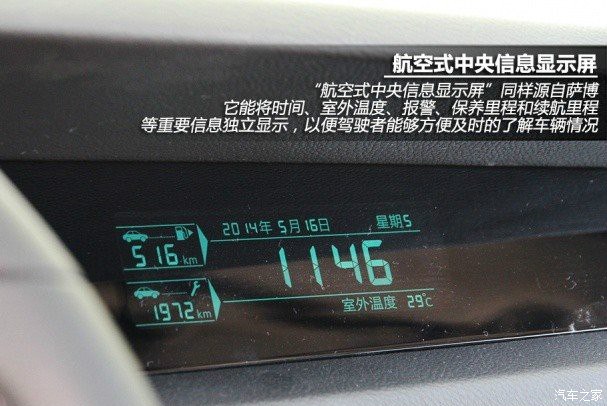 航空式中央信息显示屏
“航空式中央信息显示屏”同样源自萨博
它能将时间、室外温度、报警、保养里程和续航里程
等重要信息独立显示，以便驾驶者能够方便及时的了解车辆情况
2014年 5月16日 星期5
516 km
1146
1972 km
室外温度 29℃
汽车之家